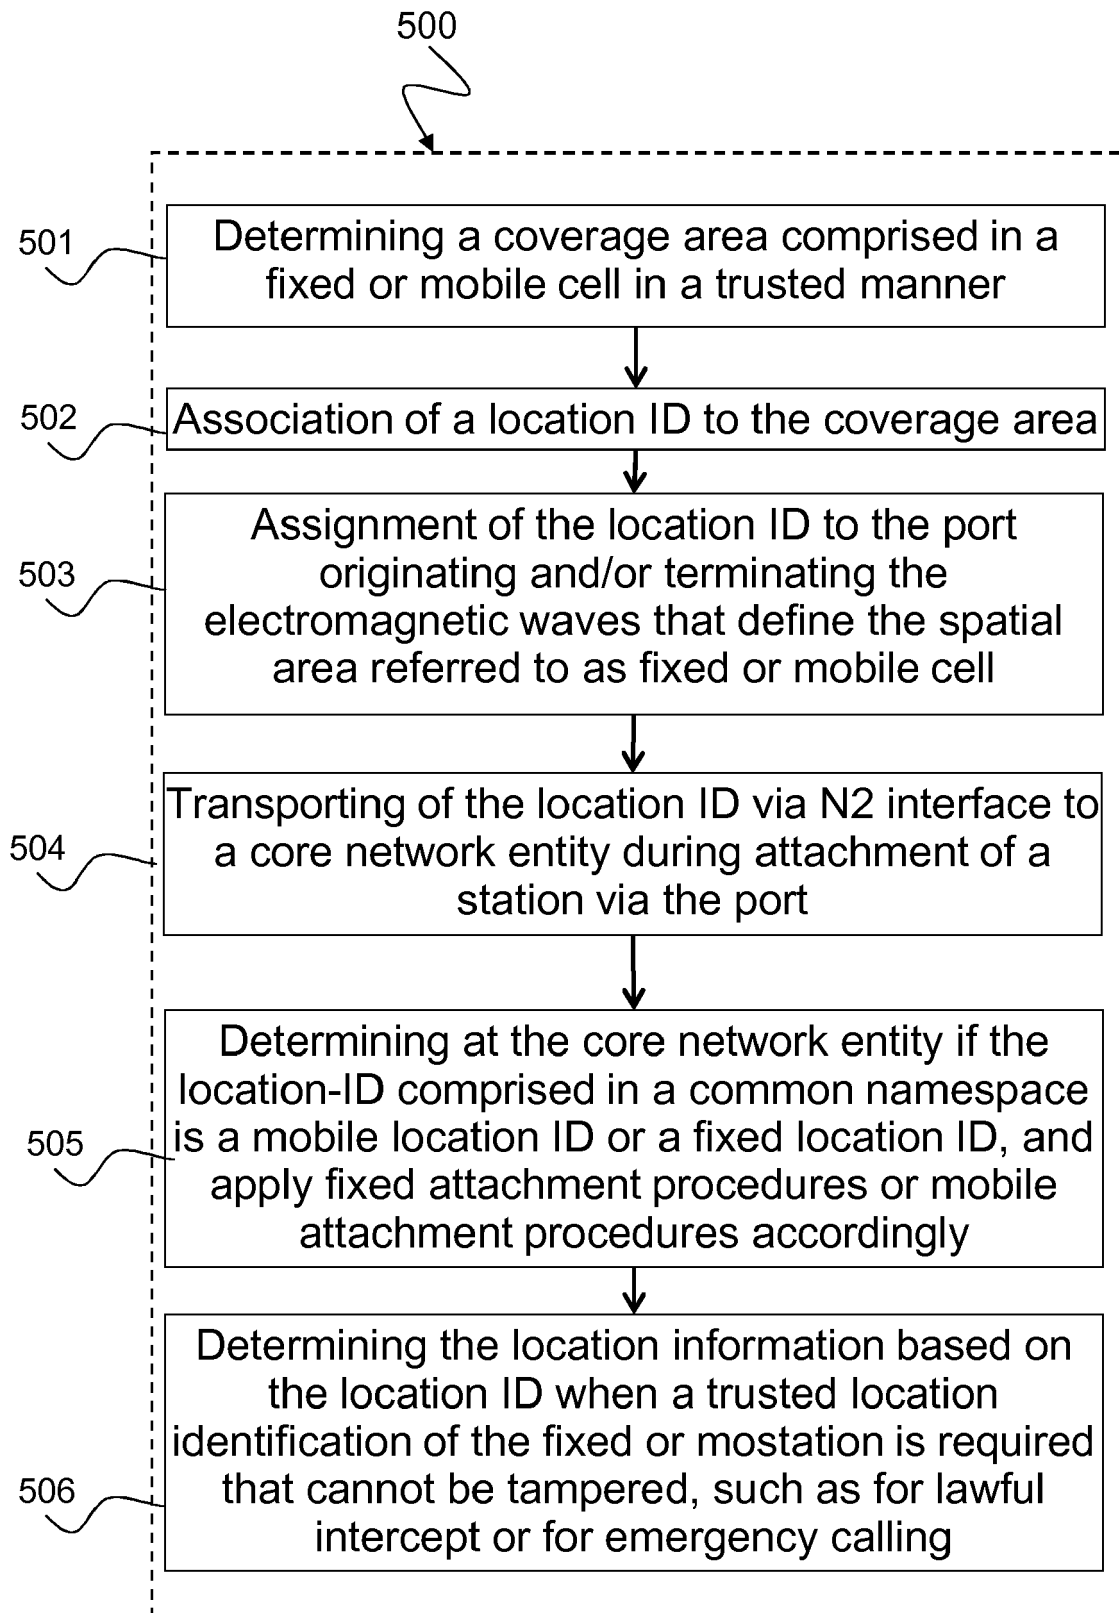 500
501
Determining a coverage area comprised in a
fixed or mobile cell in a trusted manner
502
Association of a location ID to the coverage area
503
Assignment of the location ID to the port
originating and/or terminating the
electromagnetic waves that define the spatial
area referred to as fixed or mobile cell
504
Transporting of the location ID via N2 interface to
a core network entity during attachment of a
station via the port
505
Determining at the core network entity if the
location-ID comprised in a common namespace
is a mobile location ID or a fixed location ID, and
apply fixed attachment procedures or mobile
attachment procedures accordingly
506
Determining the location information based on
the location ID when a trusted location
identification of the fixed or mostation is required
that cannot be tampered, such as for lawful
intercept or for emergency calling